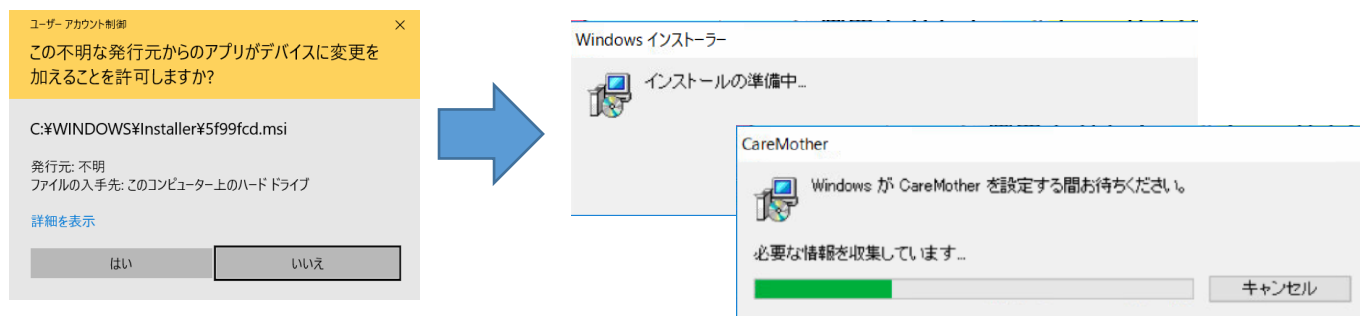 ユーザー アカウント制御
この不明な発行元からのアプリがデバイスに変更を
加えることを許可しますか?
C:¥WINDOWS¥Installer¥5f99fcd.msi
発行元: 不明
ファイルの入手先: このコンピューター上のハード ドライブ
詳細を表示
はい
いいえ
Windows インストーラー
インストールの準備中...
CareMother
Windows が CareMother を設定する間お待ちください。
必要な情報を収集しています...
キャンセル